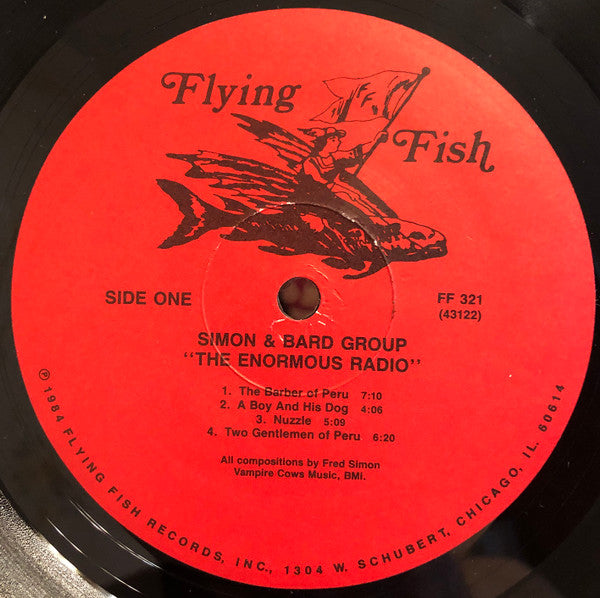 Flying
Fish
SIDE ONE
FF 321
(43122)
SIMON & BARD GROUP
"THE ENORMOUS RADIO"
1. The Barber of Peru 7:10
2. A Boy And His Dog 4:06
3. Nuzzle 5:09
4. Two Gentlemen of Peru 6:20
All compositions by Fred Simon
Vampire Cows Music, BMI.
℗ 1984 FLYING FISH RECORDS, INC., 1304 W. SCHUBERT, CHICAGO, IL. 60614